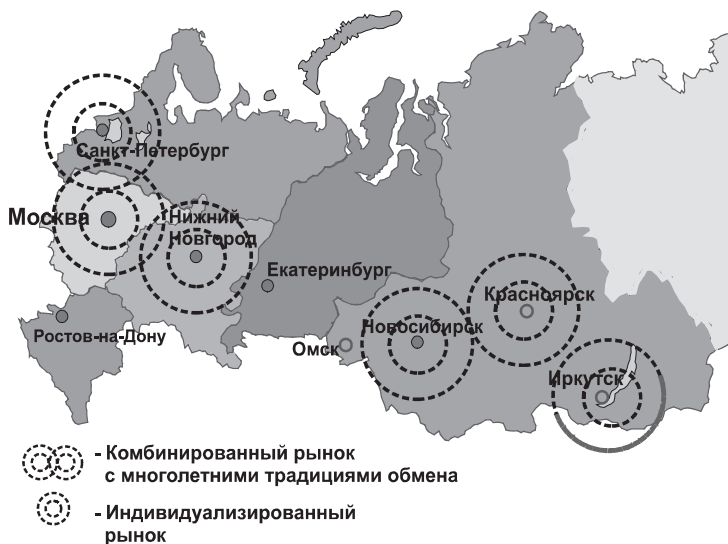 Санкт-Петербург
Москва
Нижний
Новгород
Екатеринбург
Красноярск
Ростов-на-Дону
Новосибирск
Омск
Иркутск
- Комбинированный рынок
с многолетними традициями обмена
- Индивидуализированный
рынок